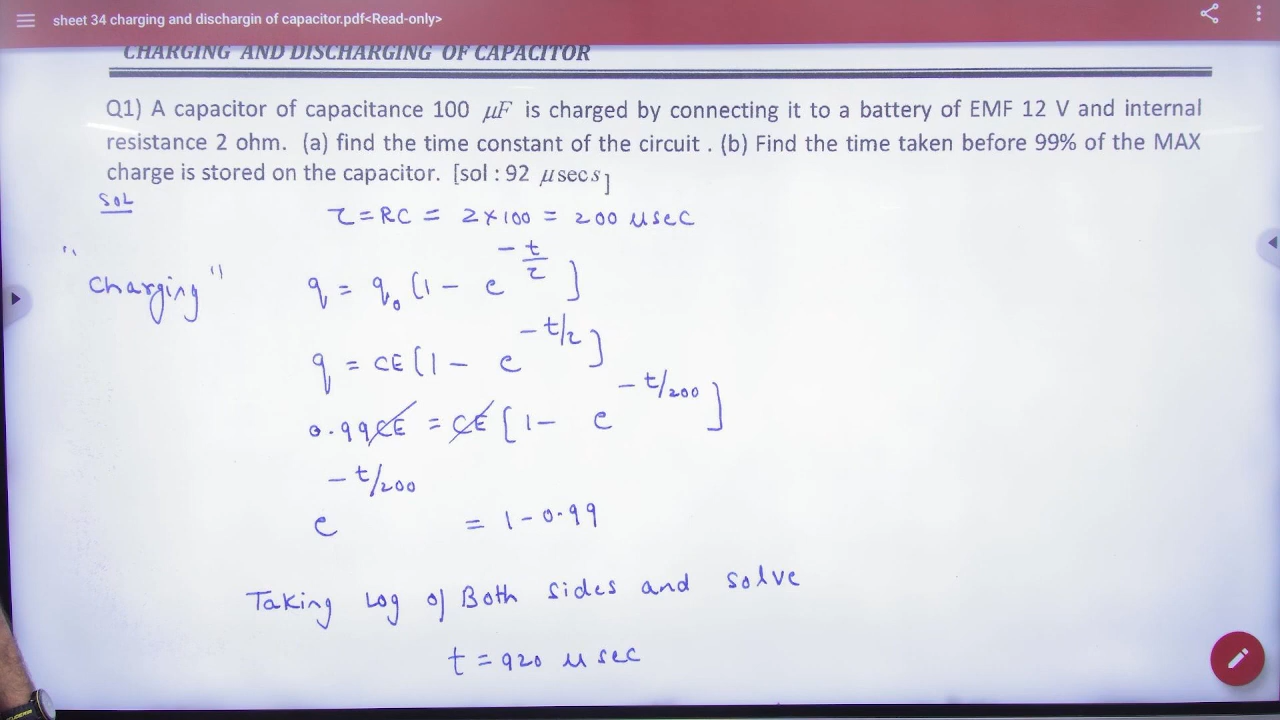 sheet 34 charging and dischargin of capacitor.pdf<Read-only>
CHARGING AND DISCHARGING OF CAPACITOR
Q1) A capacitor of capacitance 100 μF is charged by connecting it to a battery of EMF 12 V and internal
resistance 2 ohm. (a) find the time constant of the circuit . (b) Find the time taken before 99% of the MAX
charge is stored on the capacitor. [sol : 92 μsecs]
SOL
τ = RC = 2×100 = 200 μsec
"Charging"
q = q₀ (1 - e^(-t/τ)]
q = CE[1 - e^(-t/2)]
0.99CE = CE [1 - e^(-t/200)]
e^(-t/200) = 1-0.99
Taking Log of Both sides and solve
t = 920 μ sec